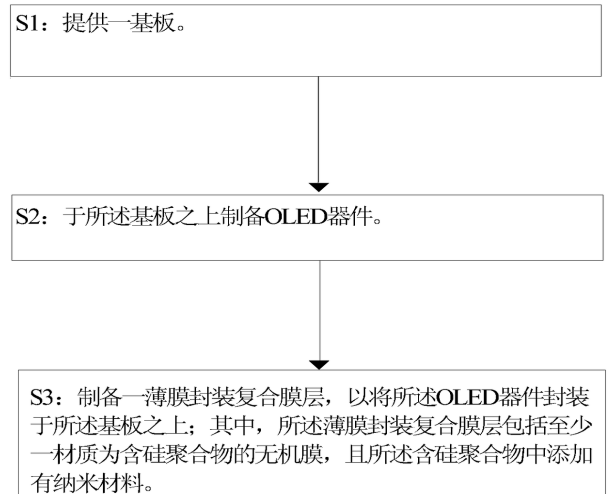 S1：提供一基板。
S2：于所述基板之上制备OLED器件。
S3：制备一薄膜封装复合膜层，以将所述OLED器件封装
于所述基板之上；其中，所述薄膜封装复合膜层包括至少
一材质为含硅聚合物的无机膜，且所述含硅聚合物中添加
有纳米材料。